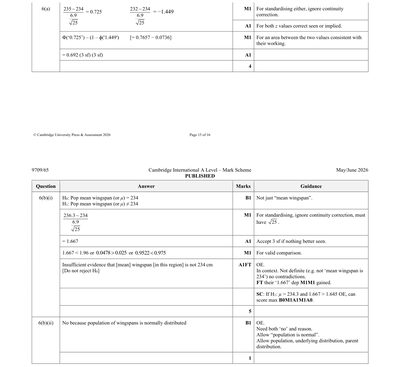 6(a)
235 – 234 / (6.9 / √25) = 0.725
232 – 234 / (6.9 / √25) = –1.449
M1
For standardising either, ignore continuity correction.
A1
For both z values correct seen or implied.
Φ('0.725') – (1 – ϕ('1.449') [= 0.7657 – 0.0736]
M1
For an area between the two values consistent with their working.
= 0.692 (3 sf) (3 sf)
A1
4
© Cambridge University Press & Assessment 2026
Page 15 of 16
9709/65
Cambridge International A Level – Mark Scheme
May/June 2026
PUBLISHED
Question Answer Marks Guidance
6(b)(i)
H₀: Pop mean wingspan (or μ) = 234
H₁: Pop mean wingspan (or μ) ≠ 234
B1
Not just "mean wingspan".
236.3 – 234 / (6.9 / √25)
M1
For standardising, ignore continuity correction, must
have √25 .
= 1.667
A1
Accept 3 sf if nothing better seen.
1.667 < 1.96 or 0.0478 > 0.025 or 0.9522 < 0.975
M1
For valid comparison.
Insufficient evidence that [mean] wingspan [in this region] is not 234 cm
[Do not reject H₀]
A1FT
OE.
In context. Not definite (e.g. not 'mean wingspan is
234') no contradictions.
FT their '1.667' dep M1M1 gained.
SC: If H₁: μ = 234.3 and 1.667 > 1.645 OE, can
score max B0M1A1M1A0
5
6(b)(ii)
No because population of wingspans is normally distributed
B1
OE.
Need both 'no' and reason.
Allow "population is normal".
Allow population, underlying distribution, parent
distribution.
1